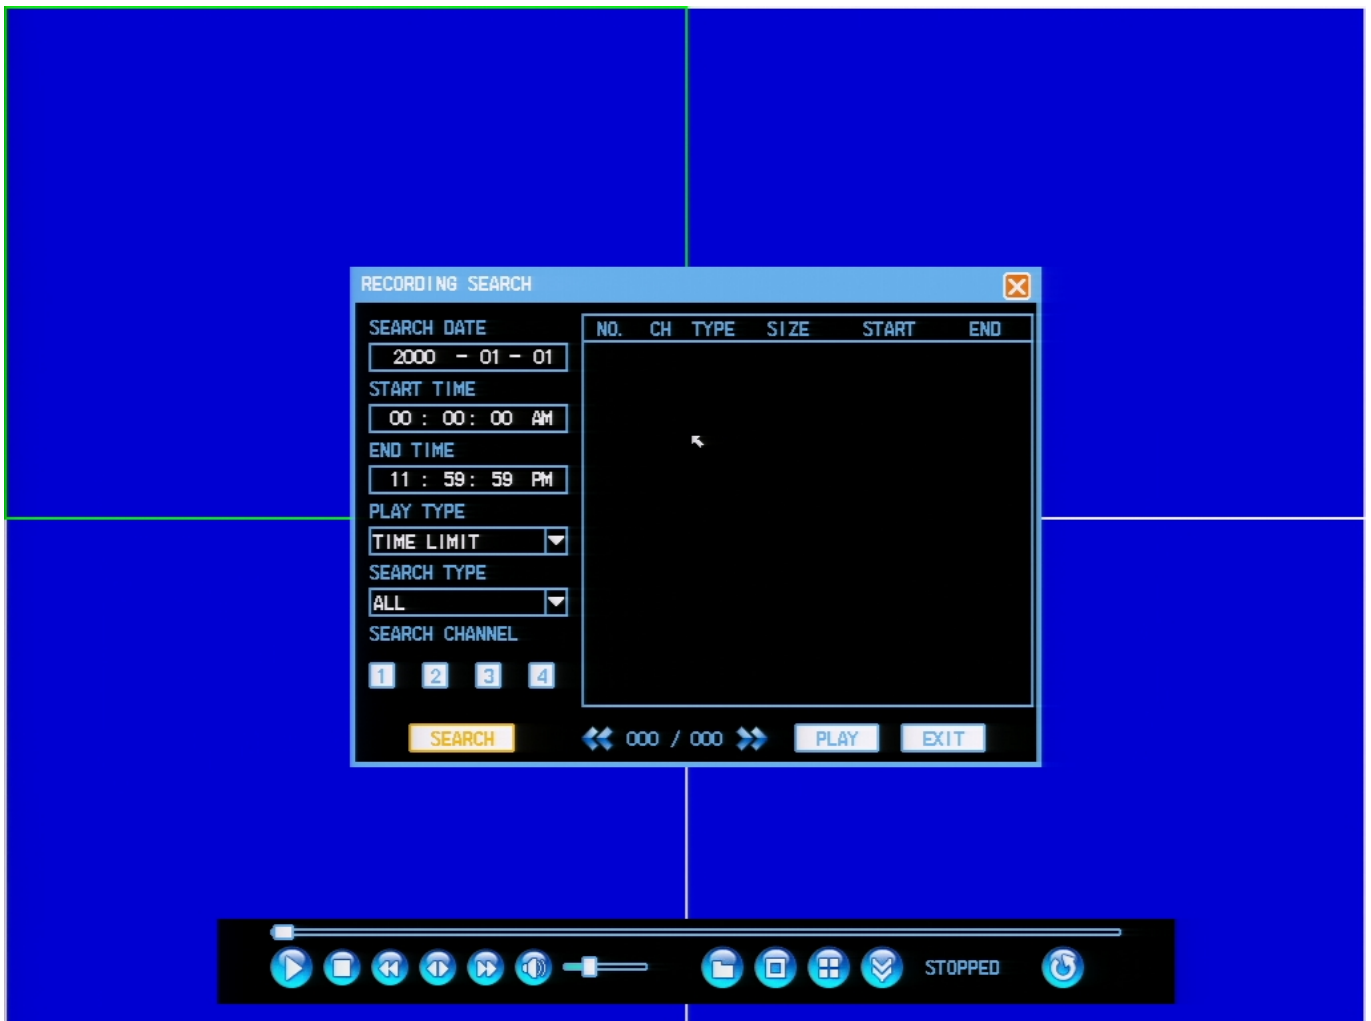 RECORDING SEARCH
SEARCH DATE
2000 - 01 - 01
START TIME
00 : 00 : 00 AM
END TIME
11 : 59 : 59 PM
PLAY TYPE
TIME LIMIT
SEARCH TYPE
ALL
SEARCH CHANNEL
1 2 3 4
SEARCH
NO. CH TYPE SIZE START END
000 / 000
PLAY
EXIT
STOPPED